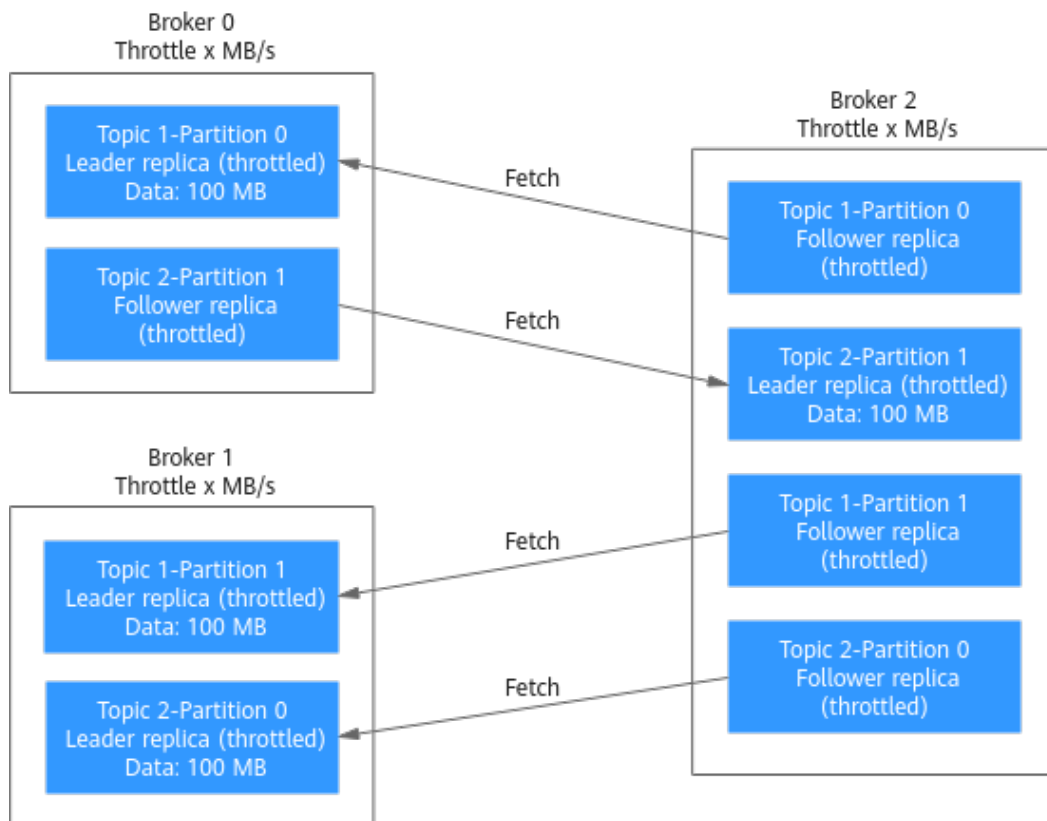 Broker 0
Throttle x MB/s
Topic 1-Partition 0
Leader replica (throttled)
Data: 100 MB
Topic 2-Partition 1
Follower replica
(throttled)
Broker 1
Throttle x MB/s
Topic 1-Partition 1
Leader replica (throttled)
Data: 100 MB
Topic 2-Partition 0
Leader replica (throttled)
Data: 100 MB
Fetch
Fetch
Fetch
Fetch
Broker 2
Throttle x MB/s
Topic 1-Partition 0
Follower replica
(throttled)
Topic 2-Partition 1
Leader replica (throttled)
Data: 100 MB
Topic 1-Partition 1
Follower replica
(throttled)
Topic 2-Partition 0
Follower replica
(throttled)